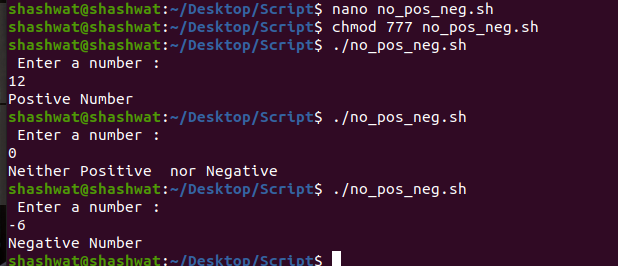 shashwat@shashwat:~/Desktop/Script$ nano no_pos_neg.sh
shashwat@shashwat:~/Desktop/Script$ chmod 777 no_pos_neg.sh
shashwat@shashwat:~/Desktop/Script$ ./no_pos_neg.sh
 Enter a number :
12
Postive Number
shashwat@shashwat:~/Desktop/Script$ ./no_pos_neg.sh
 Enter a number :
0
Neither Positive  nor Negative
shashwat@shashwat:~/Desktop/Script$ ./no_pos_neg.sh
 Enter a number :
-6
Negative Number
shashwat@shashwat:~/Desktop/Script$